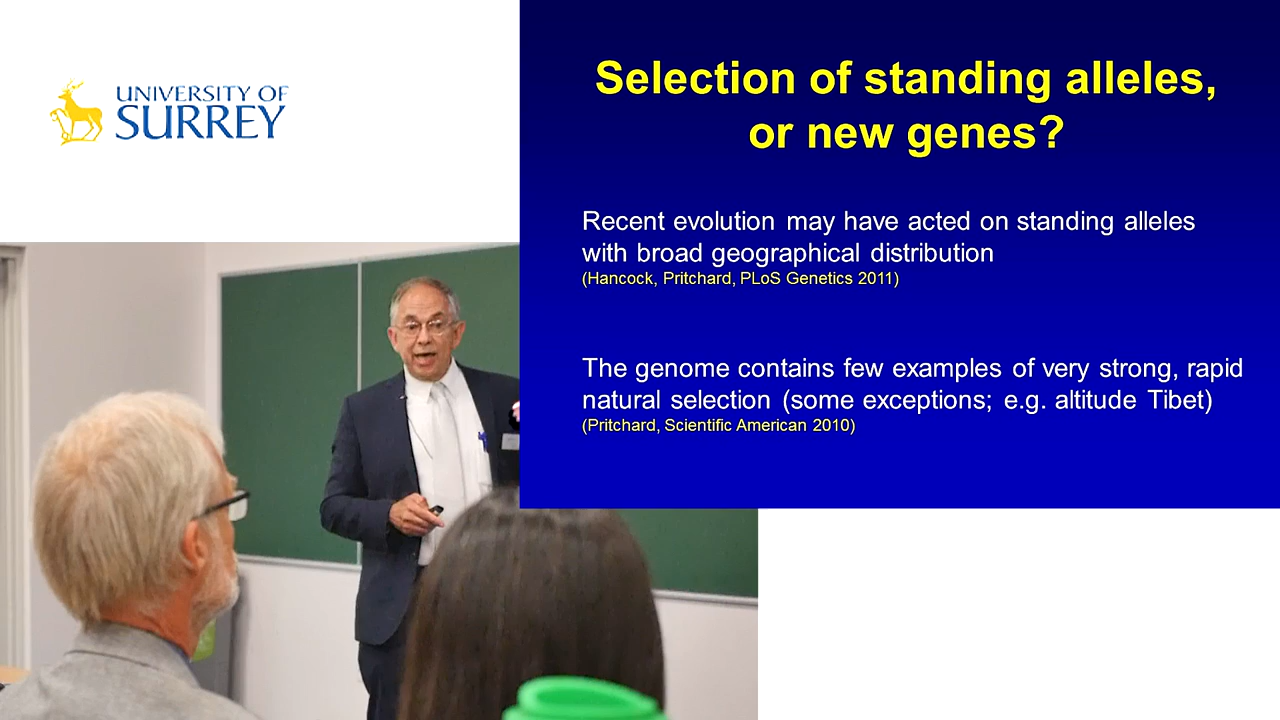 UNIVERSITY OF
SURREY
Selection of standing alleles,
or new genes?
Recent evolution may have acted on standing alleles
with broad geographical distribution
(Hancock, Pritchard, PLoS Genetics 2011)
The genome contains few examples of very strong, rapid
natural selection (some exceptions; e.g. altitude Tibet)
(Pritchard, Scientific American 2010)